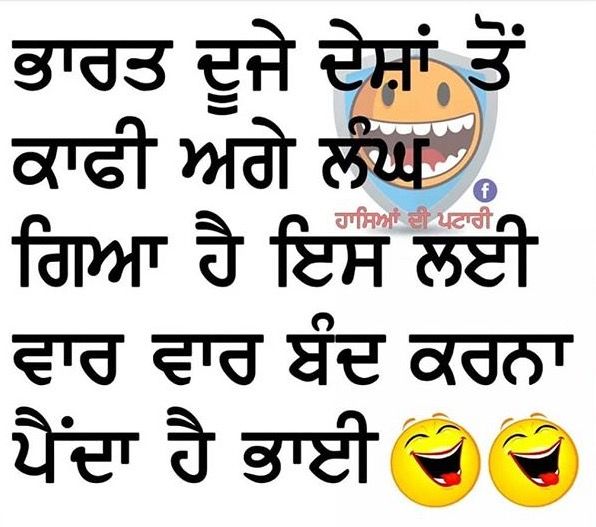 ਭਾਰਤ ਦੂਜੇ ਦੇਸ਼ਾਂ ਤੋਂ
ਕਾਫੀ ਅਗੇ ਲੰਘ
f
ਹਾਸਿਆਂ ਦੀ ਪਟਾਰੀ
ਗਿਆ ਹੈ ਇਸ ਲਈ
ਵਾਰ ਵਾਰ ਬੰਦ ਕਰਨਾ
ਪੈਂਦਾ ਹੈ ਭਾਈ